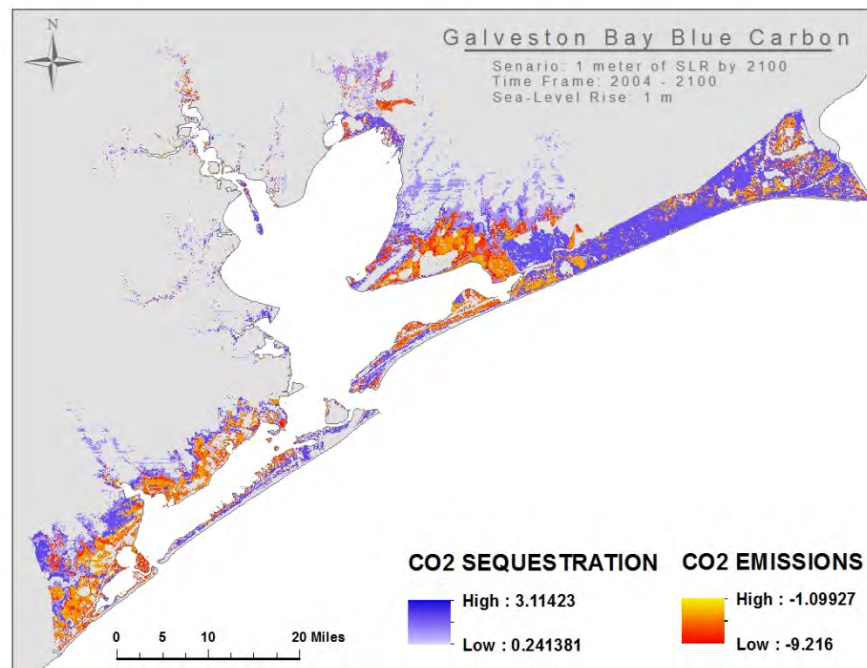 N
Galveston Bay Blue Carbon
Senario: 1 meter of SLR by 2100
Time Frame: 2004 - 2100
Sea-Level Rise: 1 m
CO2 SEQUESTRATION
High : 3.11423
Low : 0.241381
CO2 EMISSIONS
High : -1.09927
Low : -9.216
0 5 10 20 Miles